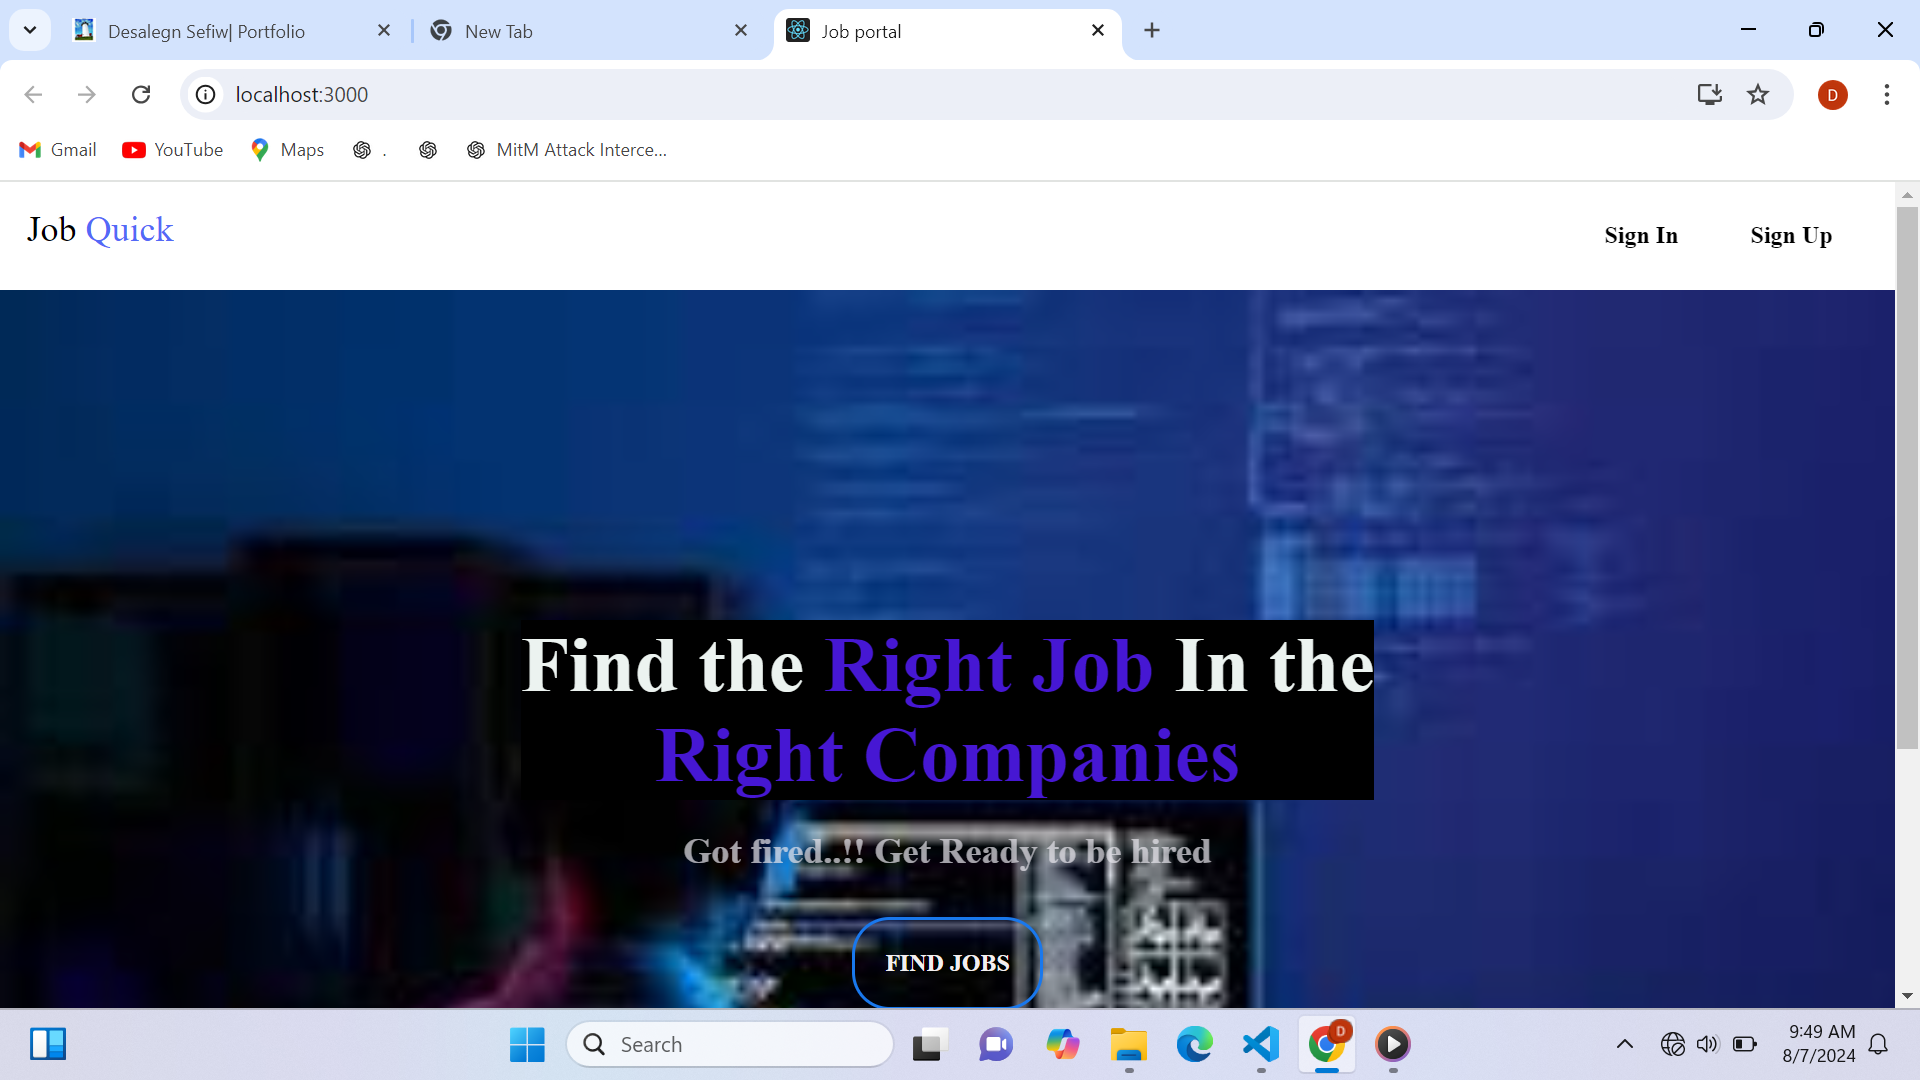 Desalegn Sefiw| Portfolio
New Tab
Job portal
localhost:3000
D
Gmail
YouTube
Maps
.
MitM Attack Interce...
Job Quick
Sign In
Sign Up
Find the Right Job In the
Right Companies
Got fired..!! Get Ready to be hired
FIND JOBS
Search
D
9:49 AM
8/7/2024